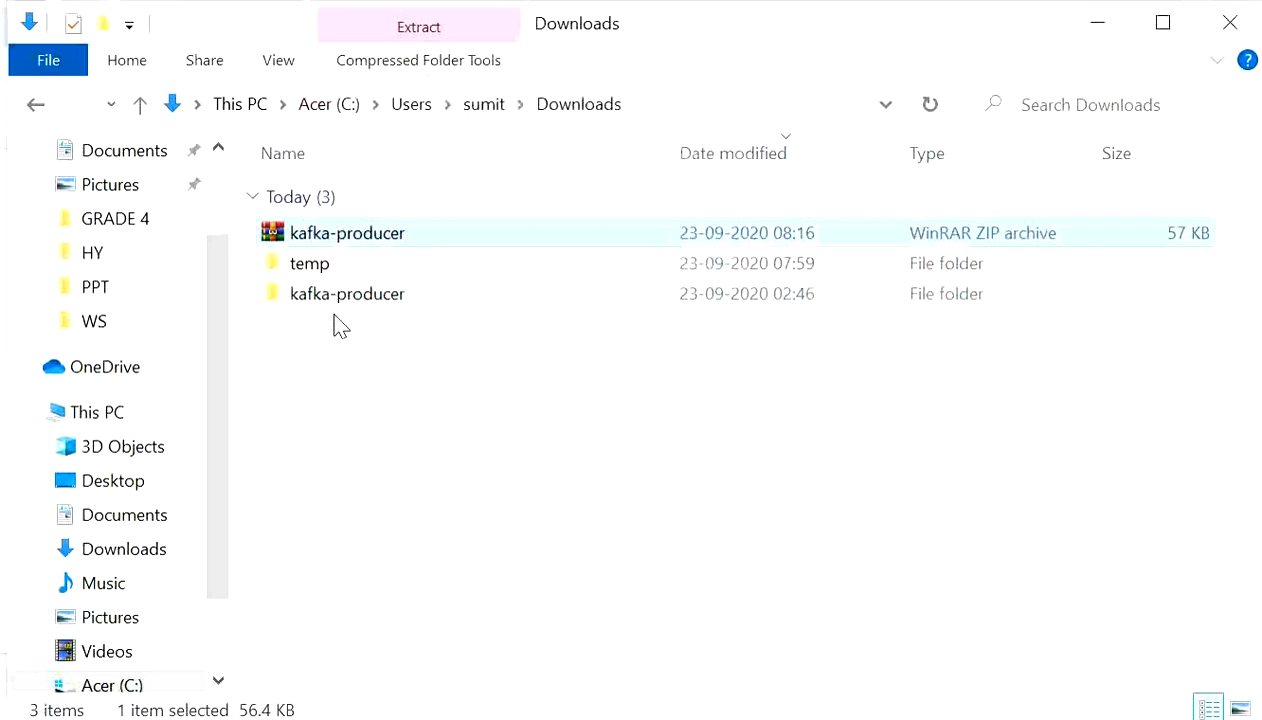 Extract Downloads
File Home Share View Compressed Folder Tools ?
This PC Acer (C:) Users sumit Downloads Search Downloads
Name Date modified Type Size
Today (3)
kafka-producer 23-09-2020 08:16 WinRAR ZIP archive 57 KB
temp 23-09-2020 07:59 File folder
kafka-producer 23-09-2020 02:46 File folder
Documents
Pictures
GRADE 4
HY
PPT
WS
OneDrive
This PC
3D Objects
Desktop
Documents
Downloads
Music
Pictures
Videos
Acer (C:)
3 items 1 item selected 56.4 KB